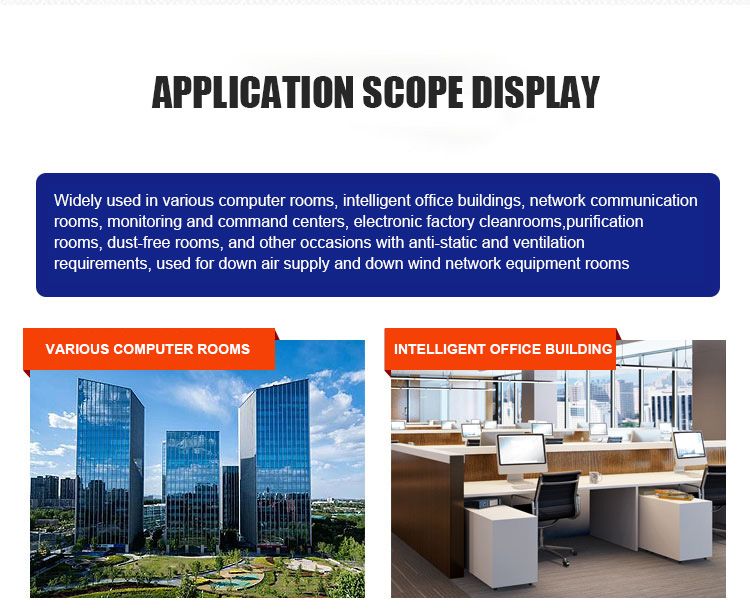 APPLICATION SCOPE DISPLAY
Widely used in various computer rooms, intelligent office buildings, network communication
rooms, monitoring and command centers, electronic factory cleanrooms,purification
rooms, dust-free rooms, and other occasions with anti-static and ventilation
requirements, used for down air supply and down wind network equipment rooms
VARIOUS COMPUTER ROOMS
INTELLIGENT OFFICE BUILDING